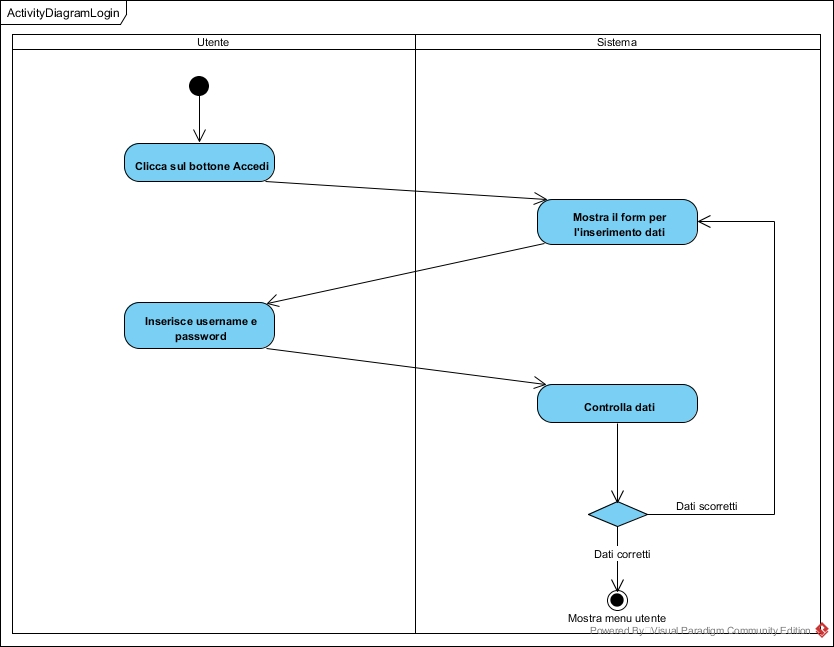 ActivityDiagramLogin
Utente
Sistema
Clicca sul bottone Accedi
Mostra il form per
l'inserimento dati
Inserisce username e
password
Controlla dati
Dati scorretti
Dati corretti
Mostra menu utente
Powered By Visual Paradigm Community Edition